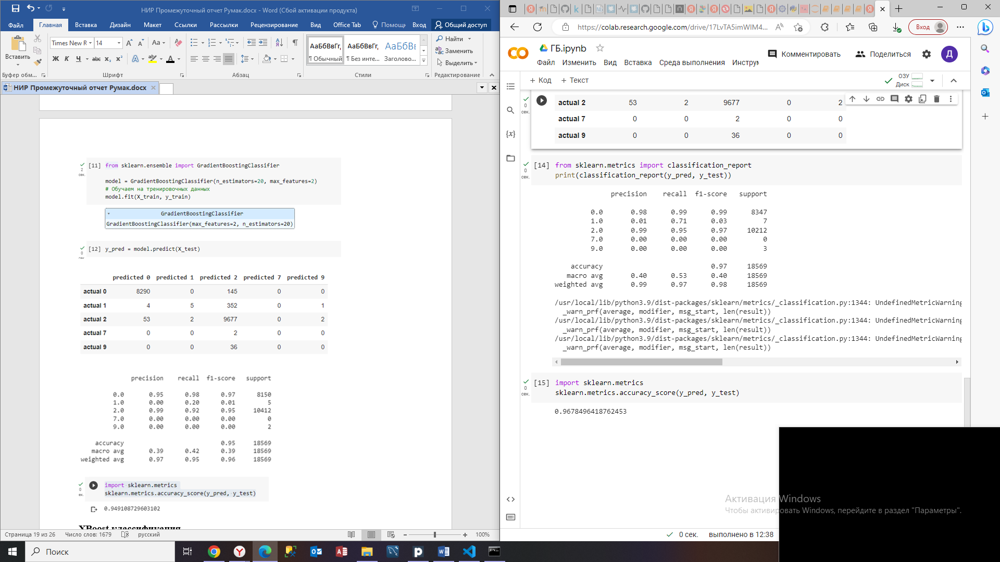 НИР Промежуточный отчет Румак.docx - Word (Сбой активации продукта)
Файл Главная Вставка Дизайн Макет Ссылки Рассылки Рецензирование Вид Office Tab Помощь Вход Общий доступ
Вставить
Times New R 14
Aa
Ж К Ч abc x₂ x²
АаБбВвГг, АаБбВвГг, АаБбВ
¶ Обычный ¶ Без инте... Заголово...
Найти
Заменить
Выделить
Буфер обм... Шрифт Абзац Стили Редактирование
НИР Промежуточный отчет Румак.docx
[11] from sklearn.ensemble import GradientBoostingClassifier
model = GradientBoostingClassifier(n_estimators=20, max_features=2)
# Обучаем на тренировочных данных
model.fit(X_train, y_train)
2
сек.
GradientBoostingClassifier
GradientBoostingClassifier(max_features=2, n_estimators=20)
[12] y_pred = model.predict(X_test)
0
predicted 0 predicted 1 predicted 2 predicted 7 predicted 9
actual 0 8290 0 145 0 0
actual 1 4 5 352 0 1
actual 2 53 2 9677 0 2
actual 7 0 0 2 0 0
actual 9 0 0 36 0 0
precision recall f1-score support
0.0 0.95 0.98 0.97 8150
1.0 0.00 0.20 0.01 5
2.0 0.99 0.92 0.95 10412
7.0 0.00 0.00 0.00 0
9.0 0.00 0.00 0.00 2
accuracy 0.95 18569
macro avg 0.39 0.42 0.39 18569
weighted avg 0.97 0.95 0.96 18569
import sklearn.metrics
sklearn.metrics.accuracy_score(y_pred, y_test)
0
ек.
0.949108729603102
XBoost классификация
Страница 19 из 26 Число слов: 1679 русский 100%
https://colab.research.google.com/drive/17LvTA5imWIM4... Вход
ГБ.ipynb
Комментировать Поделиться Д
Файл Изменить Вид Вставка Среда выполнения Инструм
+ Код + Текст
ОЗУ
Диск
0
сек.
actual 2 53 2 9677 0 2
actual 7 0 0 2 0 0
actual 9 0 0 36 0 0
{x}
[14] from sklearn.metrics import classification_report
print(classification_report(y_pred, y_test))
0
сек.
precision recall f1-score support
0.0 0.98 0.99 0.99 8347
1.0 0.01 0.71 0.03 7
2.0 0.99 0.95 0.97 10212
7.0 0.00 0.00 0.00 0
9.0 0.00 0.00 0.00 3
accuracy 0.97 18569
macro avg 0.40 0.53 0.40 18569
weighted avg 0.99 0.97 0.98 18569
/usr/local/lib/python3.9/dist-packages/sklearn/metrics/_classification.py:1344: UndefinedMetricWarning
_warn_prf(average, modifier, msg_start, len(result))
/usr/local/lib/python3.9/dist-packages/sklearn/metrics/_classification.py:1344: UndefinedMetricWarning
_warn_prf(average, modifier, msg_start, len(result))
/usr/local/lib/python3.9/dist-packages/sklearn/metrics/_classification.py:1344: UndefinedMetricWarning
_warn_prf(average, modifier, msg_start, len(result))
[15] import sklearn.metrics
sklearn.metrics.accuracy_score(y_pred, y_test)
0
сек.
0.9678496418762453
Активация Windows
Чтобы активировать Windows, перейдите в раздел "Параметры".
0 сек. выполнено в 12:38
Поиск